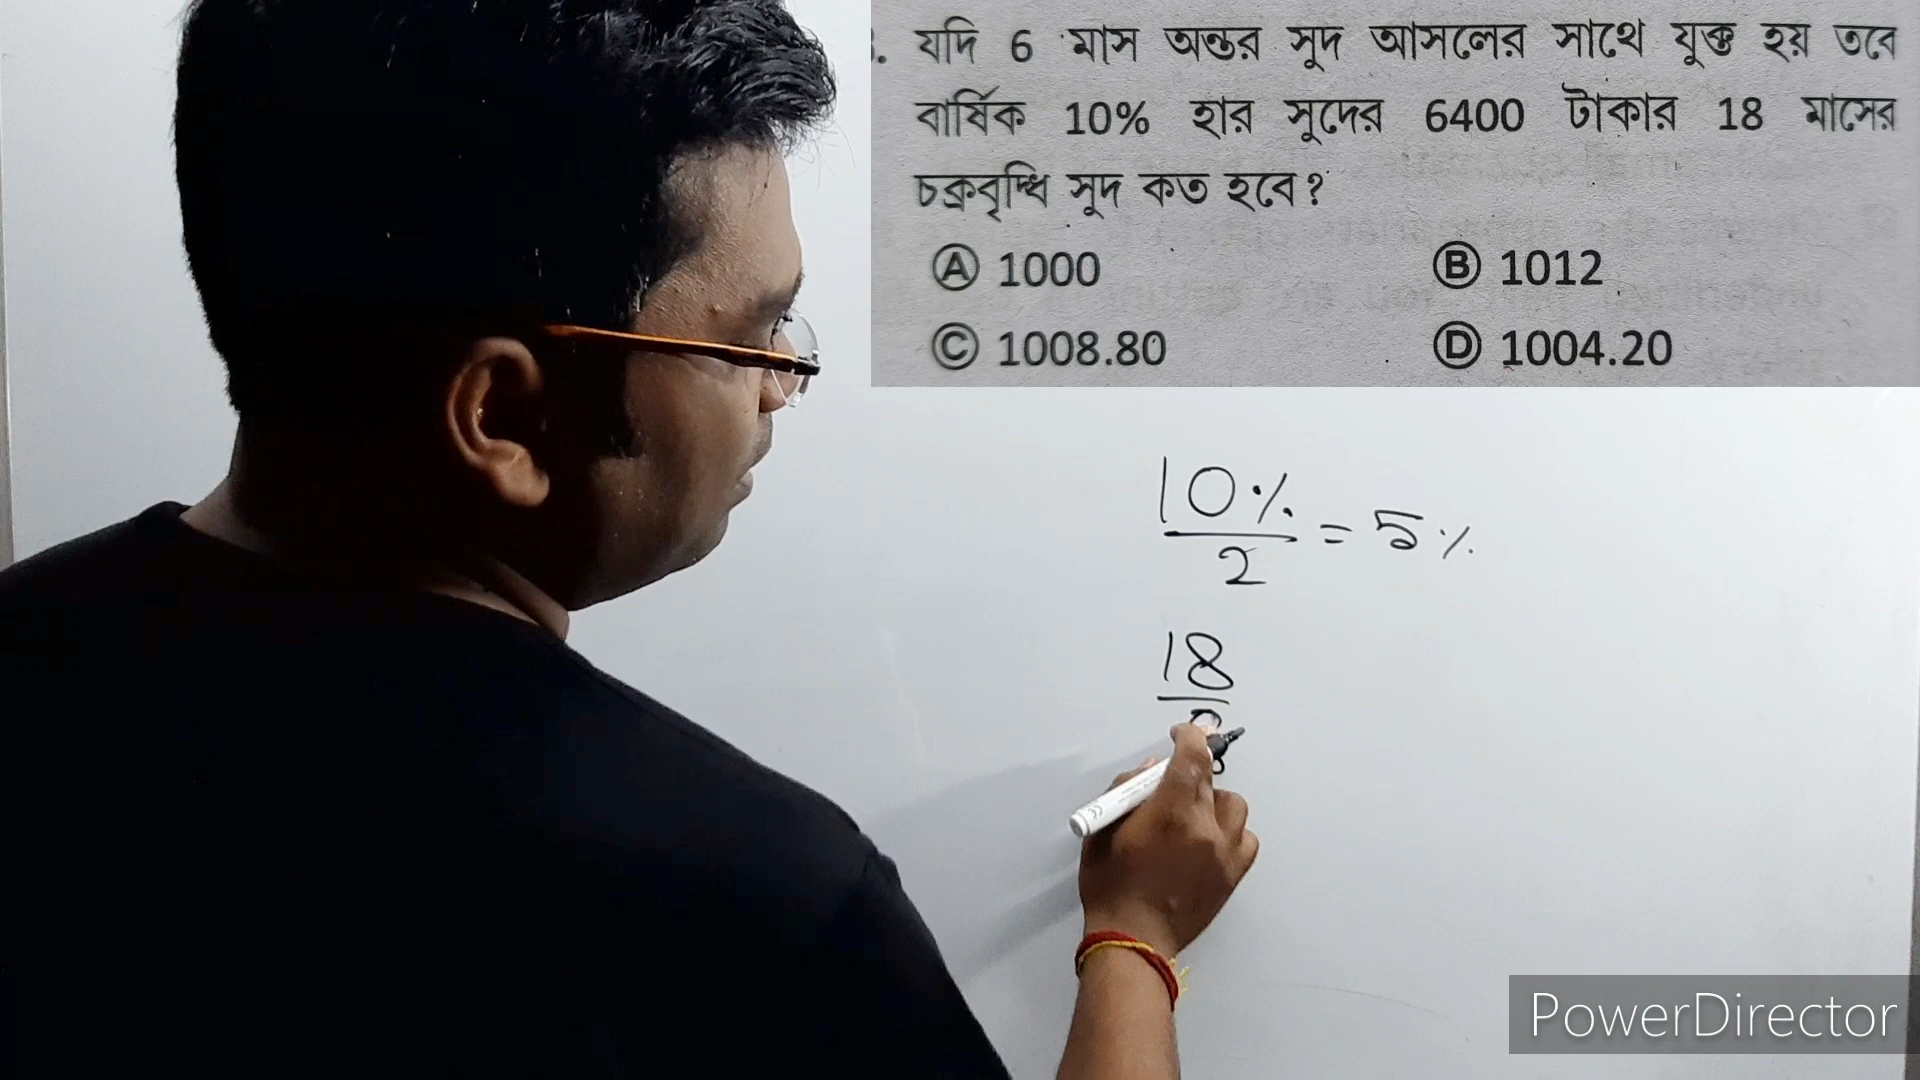 . যদি 6 মাস অন্তর সুদ আসলের সাথে যুক্ত হয় তবে
বার্ষিক 10% হার সুদের 6400 টাকার 18 মাসের
চক্রবৃদ্ধি সুদ কত হবে?
Ⓐ 1000 Ⓑ 1012
Ⓒ 1008.80 Ⓓ 1004.20
10%
2
= 5%
18
PowerDirector